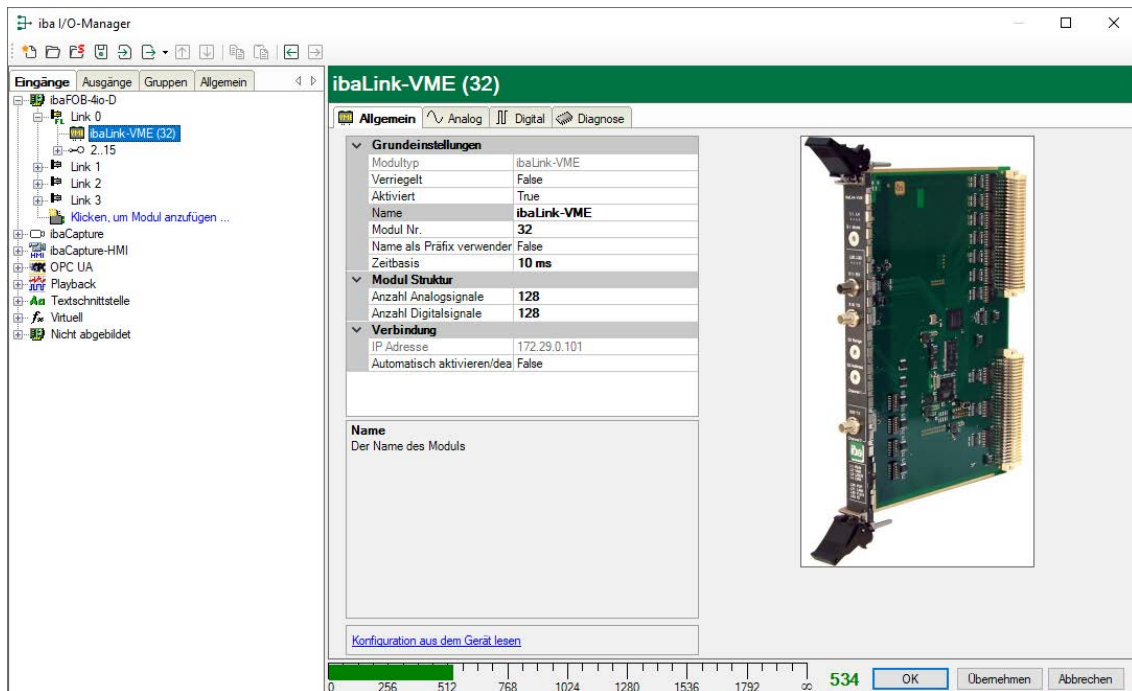 iba I/O-Manager
Eingänge Ausgänge Gruppen Allgemein
ibaFOB-4io-D
Link 0
ibaLink-VME (32)
2..15
Link 1
Link 2
Link 3
Klicken, um Modul anzufügen ...
ibaCapture
ibaCapture-HMI
OPC UA
Playback
Textschnittstelle
Virtuell
Nicht abgebildet
ibaLink-VME (32)
Allgemein Analog Digital Diagnose
Grundeinstellungen
Modultyp ibaLink-VME
Verriegelt False
Aktiviert True
Name ibaLink-VME
Modul Nr. 32
Name als Präfix verwender False
Zeitbasis 10 ms
Modul Struktur
Anzahl Analogsignale 128
Anzahl Digitalsignale 128
Verbindung
IP Adresse 172.29.0.101
Automatisch aktivieren/dea False
Name
Der Name des Moduls
Konfiguration aus dem Gerät lesen
0 256 512 768 1024 1280 1536 1792 ∞ 534 OK Übernehmen Abbrechen